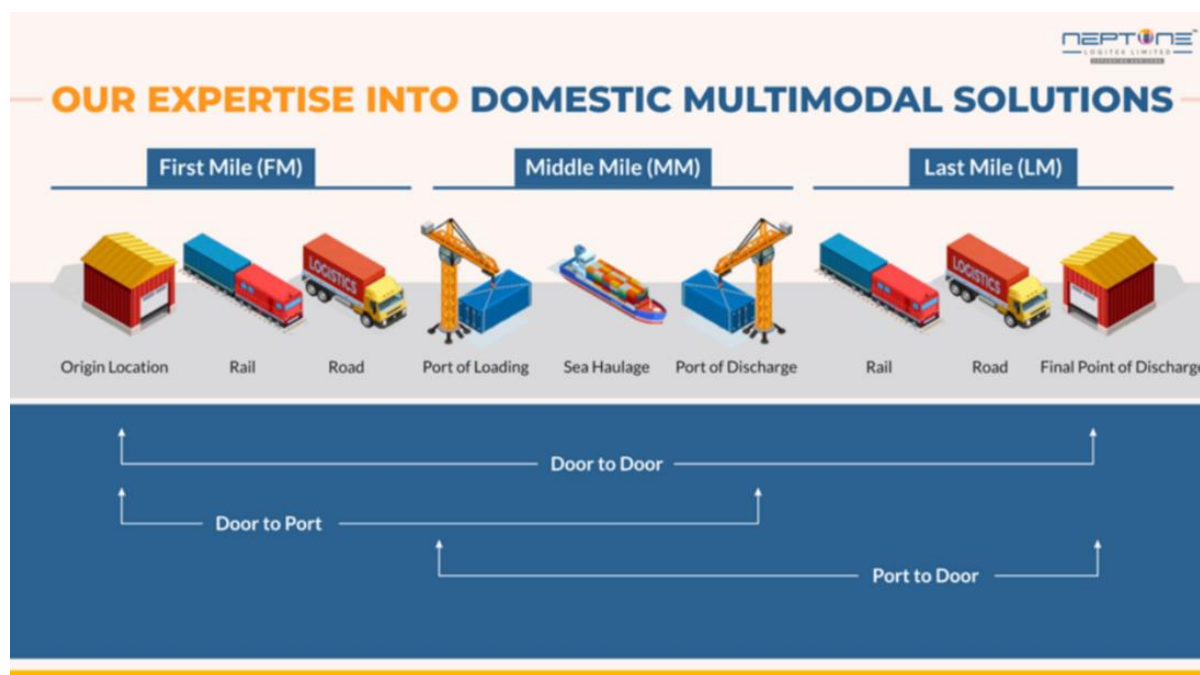 NEPTUNE
LOGITEK LIMITED
OUR EXPERTISE INTO DOMESTIC MULTIMODAL SOLUTIONS
First Mile (FM)
Middle Mile (MM)
Last Mile (LM)
LOGISTICS
LOGISTICS
Origin Location
Rail
Road
Port of Loading
Sea Haulage
Port of Discharge
Rail
Road
Final Point of Discharge
Door to Door
Door to Port
Port to Door